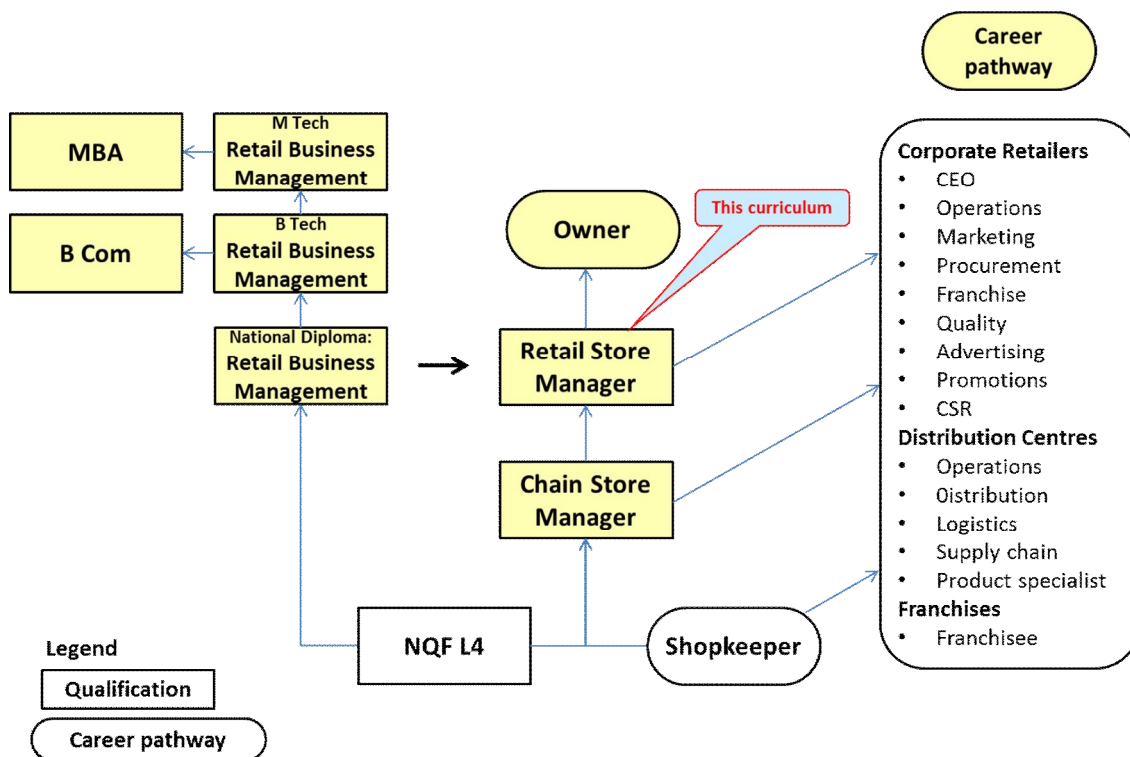 Career
pathway
M Tech
Retail Business
Management
MBA
B Tech
Retail Business
Management
B Com
National Diploma:
Retail Business
Management
Owner
This curriculum
Retail Store
Manager
Chain Store
Manager
NQF L4
Shopkeeper
Corporate Retailers
• CEO
• Operations
• Marketing
• Procurement
• Franchise
• Quality
• Advertising
• Promotions
• CSR
Distribution Centres
• Operations
• 0istribution
• Logistics
• Supply chain
• Product specialist
Franchises
• Franchisee
Legend
Qualification
Career pathway